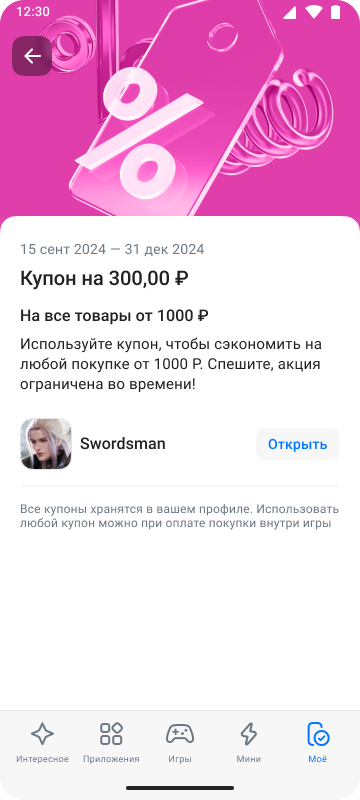 12:30
%
15 сент 2024 — 31 дек 2024
Купон на 300,00 ₽
На все товары от 1000 ₽
Используйте купон, чтобы сэкономить на
любой покупке от 1000 Р. Спешите, акция
ограничена во времени!
Swordsman
Открыть
Все купоны хранятся в вашем профиле. Использовать
любой купон можно при оплате покупки внутри игры
Интересное
Приложения
Игры
Мини
Моё